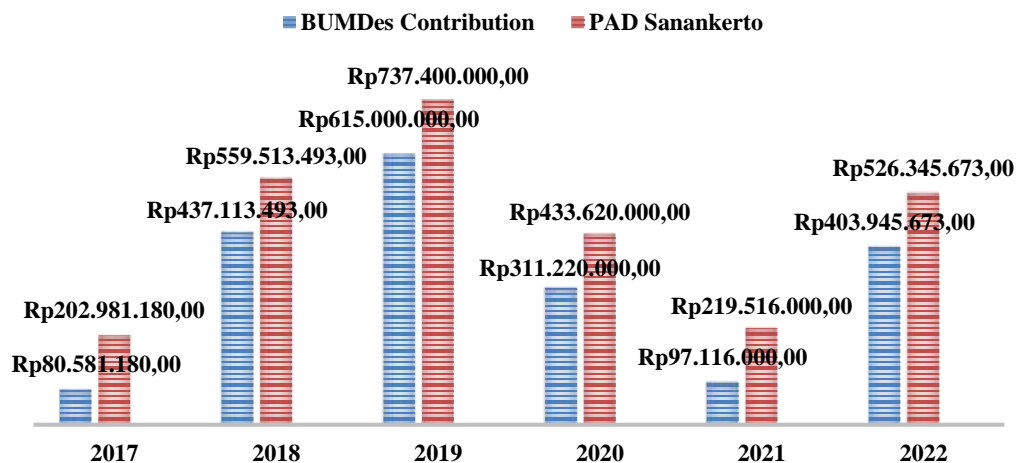 BUMDes Contribution PAD Sanankerto
Rp737.400.000,00
Rp615.000.000,00
Rp559.513.493,00
Rp526.345.673,00
Rp437.113.493,00
Rp433.620.000,00
Rp403.945.673,00
Rp311.220.000,00
Rp202.981.180,00
Rp219.516.000,00
Rp80.581.180,00
Rp97.116.000,00
2017 2018 2019 2020 2021 2022